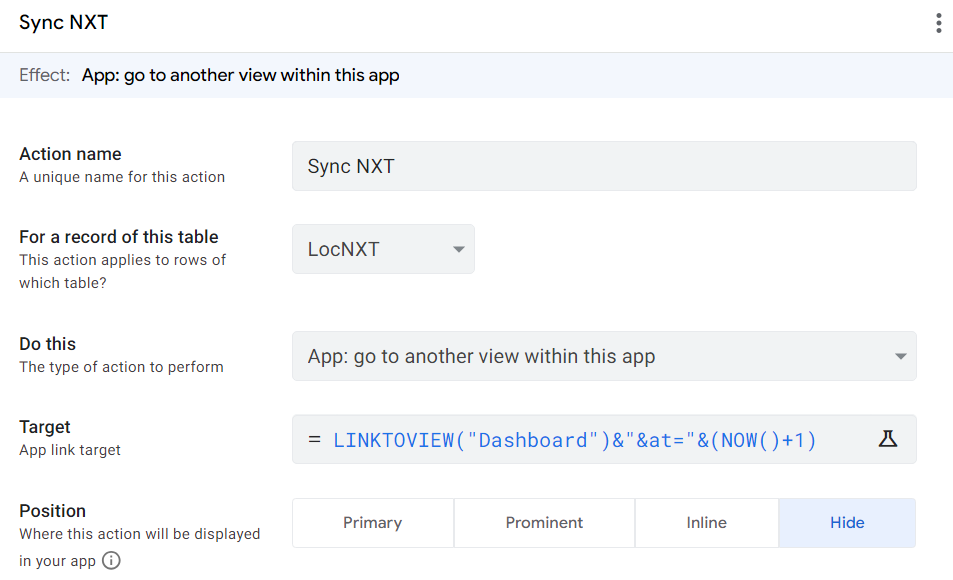 Sync NXT
Effect: App: go to another view within this app
Action name
A unique name for this action
Sync NXT
For a record of this table
This action applies to rows of
which table?
LocNXT
Do this
The type of action to perform
App: go to another view within this app
Target
App link target
= LINKTOVIEW("Dashboard")&"&at="&(NOW()+1)
Position
Where this action will be displayed
in your app
Primary
Prominent
Inline
Hide